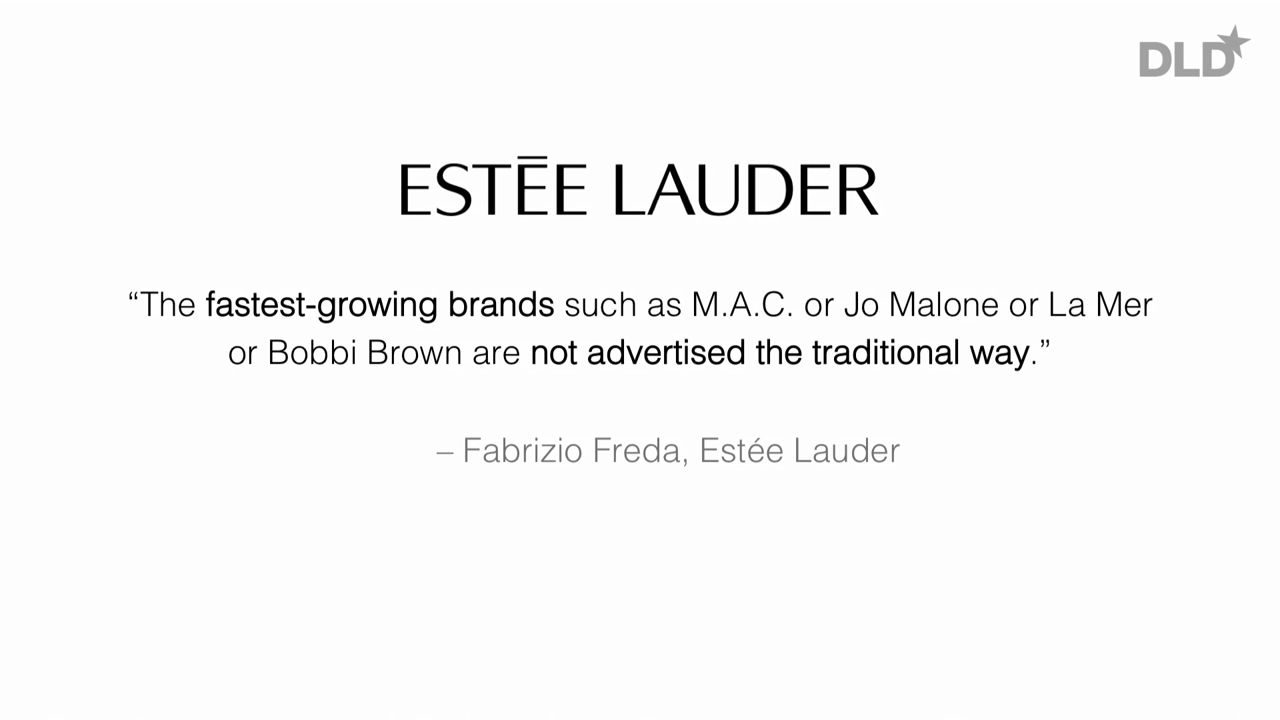 DLD
ESTĒE LAUDER
“The fastest-growing brands such as M.A.C. or Jo Malone or La Mer
or Bobbi Brown are not advertised the traditional way.”
– Fabrizio Freda, Estée Lauder